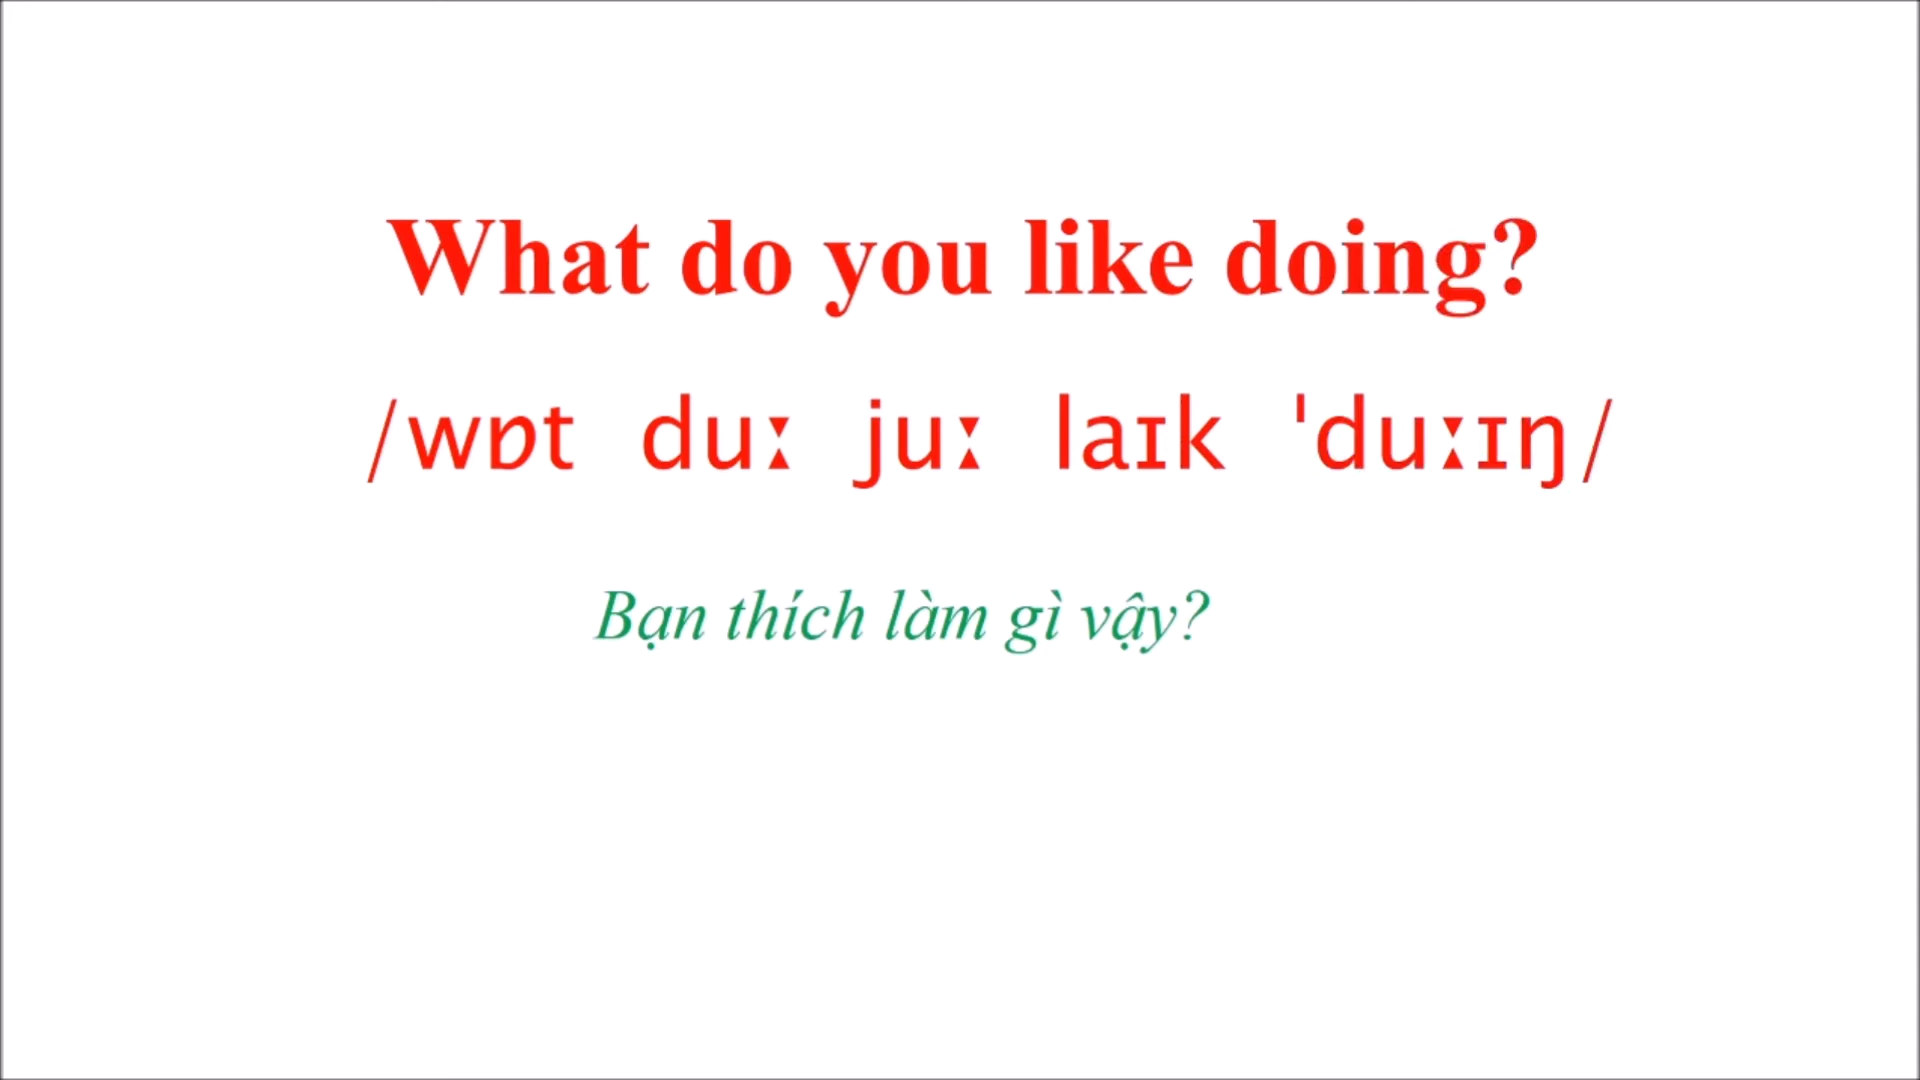 What do you like doing?
/wɒt duː juː laɪk ˈduːɪŋ/
Bạn thích làm gì vậy?